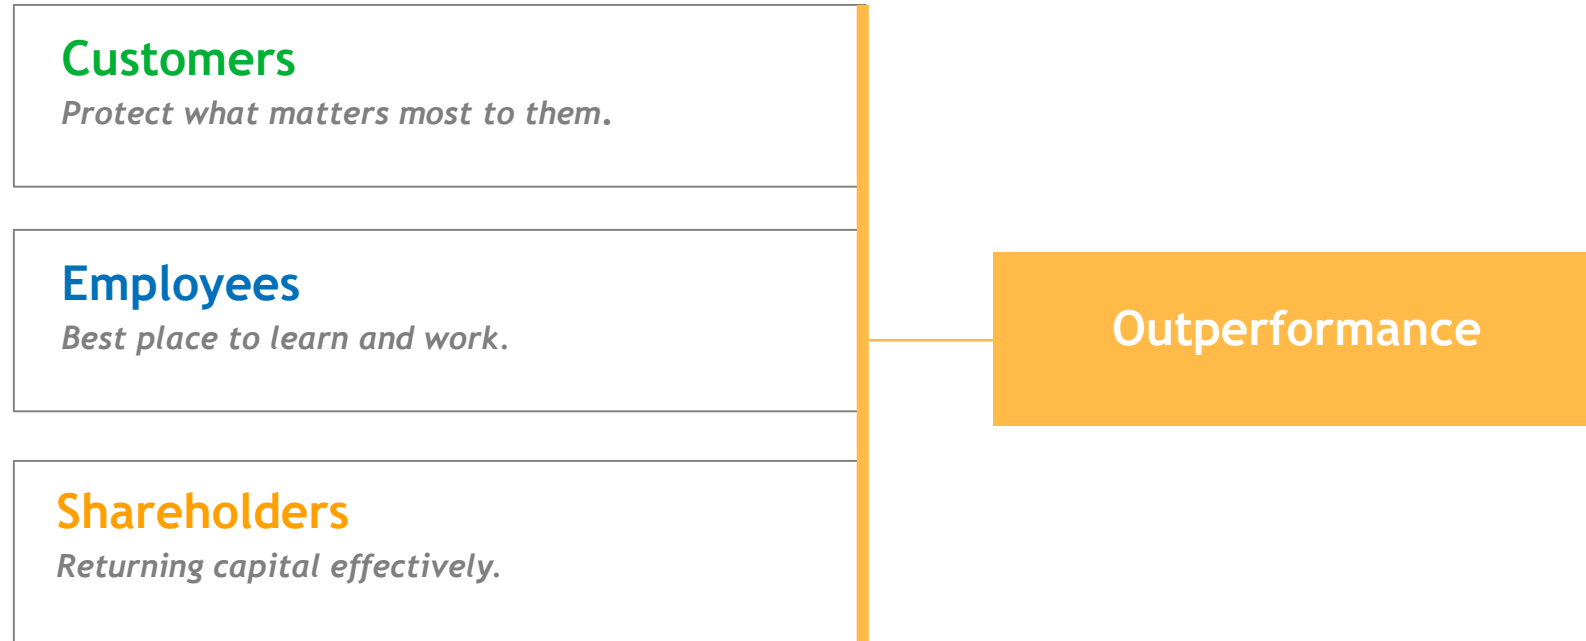 Customers
Protect what matters most to them.
Employees
Best place to learn and work.
Outperformance
Shareholders
Returning capital effectively.